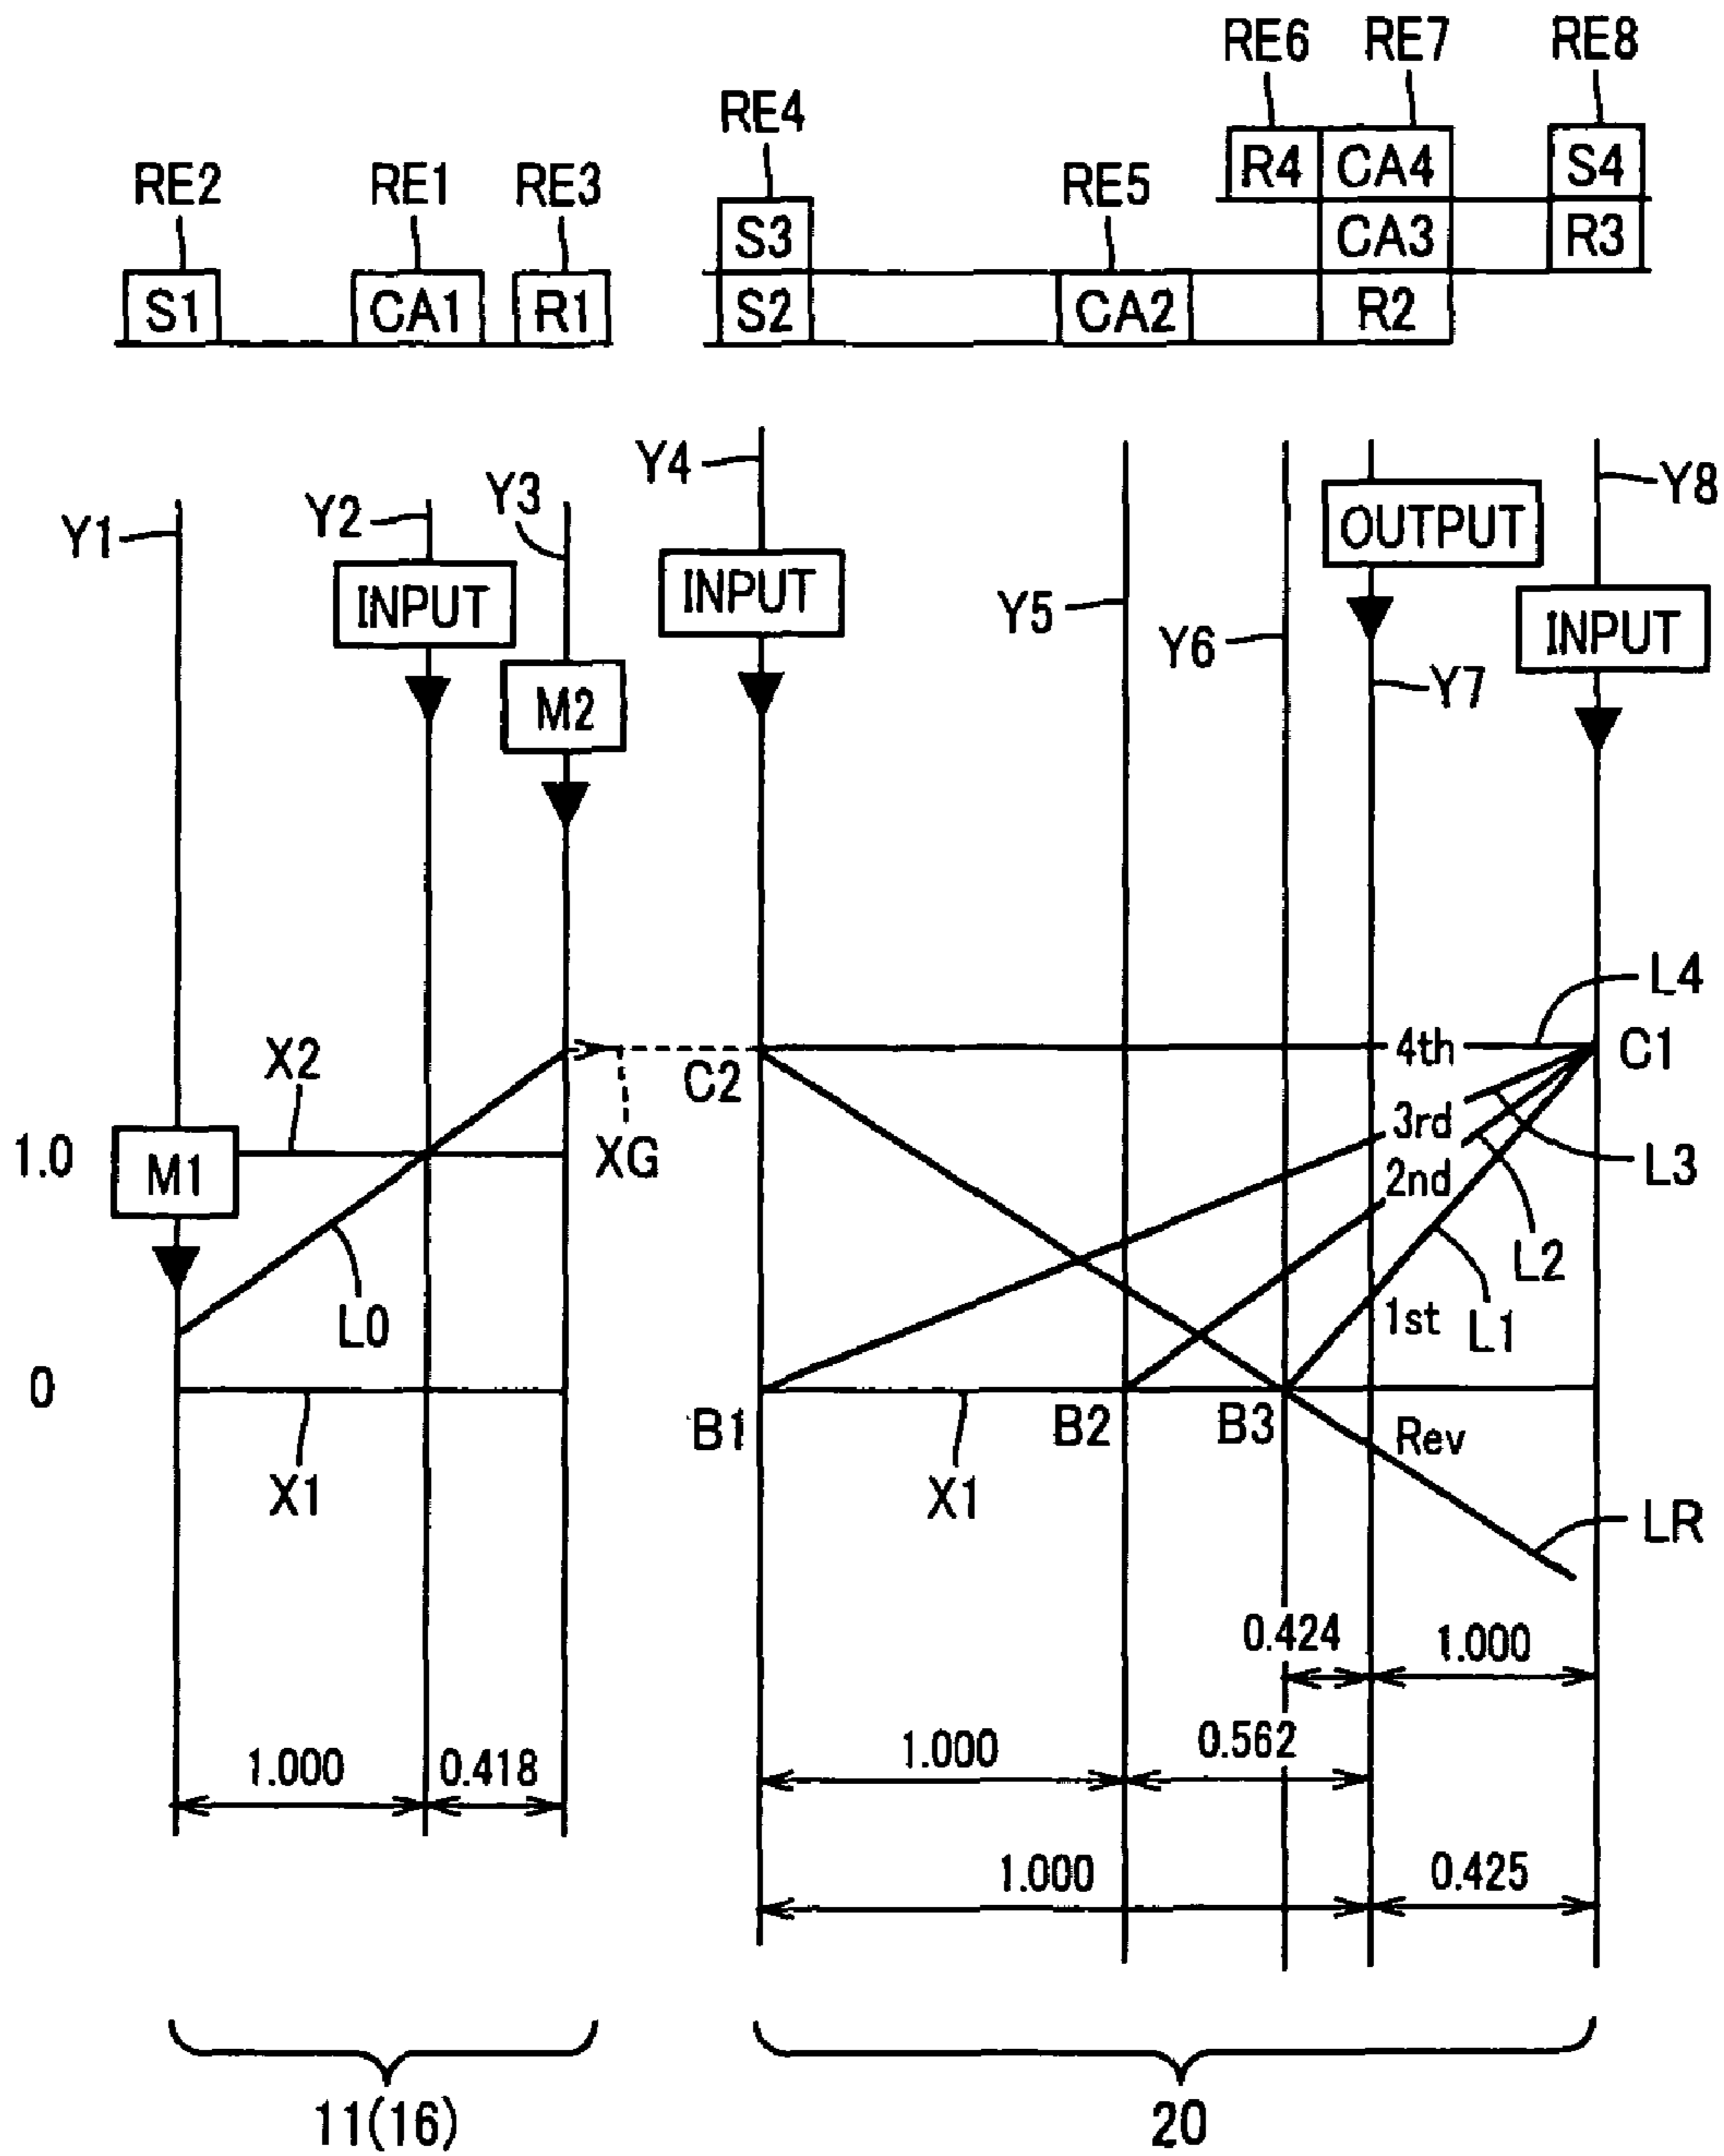 RE6 RE7 RE8
RE4
RE2 RE1 RE3 RE5
R4 CA4 S4
S3 CA3 R3
S1 CA1 R1 S2 CA2 R2
Y4 Y8
Y1 Y2 Y3 OUTPUT
INPUT INPUT Y5 INPUT
Y6
M2 Y7
L4
X2 C2 4th C1
1.0 M1 XG 3rd L3
2nd
L2
L0 1st L1
0
B1 B2 B3 Rev
X1 X1
LR
0.424 1.000
1.000 0.418 1.000 0.562
1.000 0.425
11(16) 20